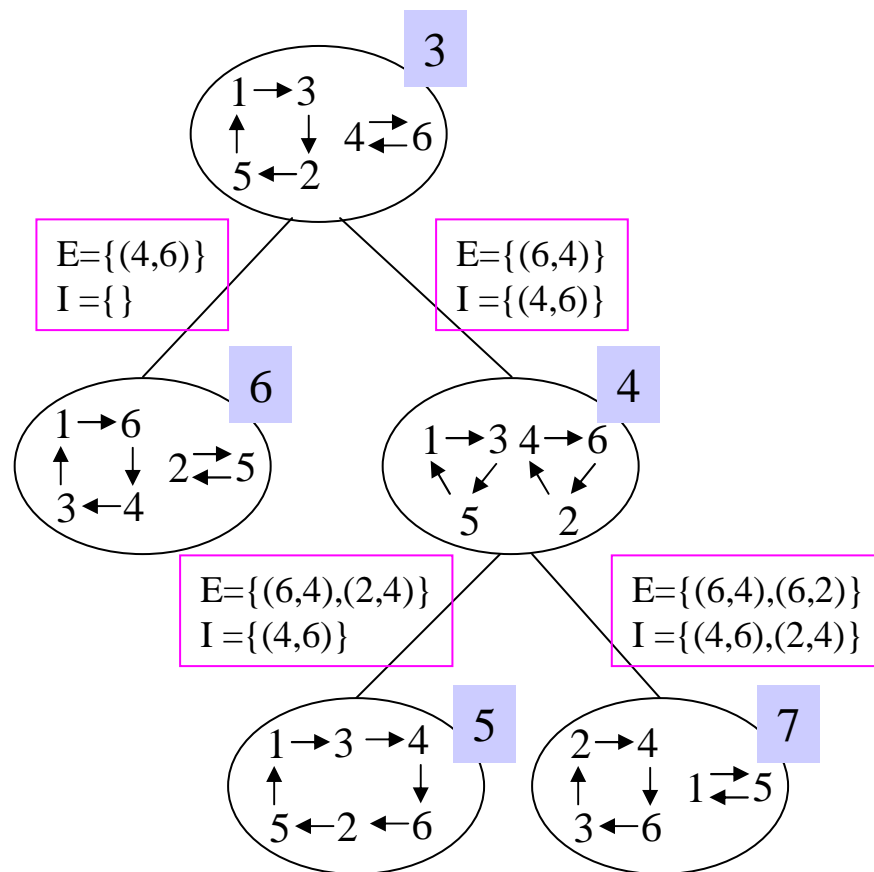 3
1 → 3
4 ⇄ 6
5 ← 2
E={(4,6)}
I ={}
E={(6,4)}
I ={(4,6)}
6
1 → 6
2 ⇄ 5
3 ← 4
4
1 → 3 4 → 6
5 2
E={(6,4),(2,4)}
I ={(4,6)}
E={(6,4),(6,2)}
I ={(4,6),(2,4)}
5
1 → 3 → 4
5 ← 2 ← 6
7
2 → 4
1 ⇄ 5
3 ← 6